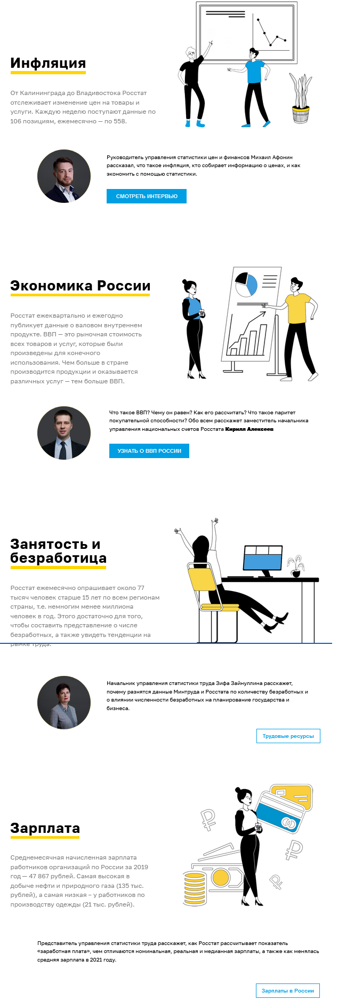 Инфляция
От Калининграда до Владивостока Росстат
отслеживает изменение цен на товары и
услуги. Каждую неделю поступают данные по
106 позициям, ежемесячно — по 558.
Руководитель управления статистики цен и финансов Михаил Афонин
рассказал, что такое инфляция, кто собирает информацию о ценах, и как
экономить с помощью статистики.
СМОТРЕТЬ ИНТЕРВЬЮ
Экономика России
Росстат ежеквартально и ежегодно
публикует данные о валовом внутреннем
продукте. ВВП — это рыночная стоимость
всех товаров и услуг, которые были
произведены для конечного
использования. Чем больше в стране
производится продукции и оказывается
различных услуг — тем больше ВВП.
Что такое ВВП? Чему он равен? Как его рассчитать? Что такое паритет
покупательной способности? Обо всем расскажет заместитель начальника
управления национальных счетов Росстата Кирилл Алексеев
УЗНАТЬ О ВВП РОССИИ
Занятость и
безработица
Росстат ежемесячно опрашивает около 77
тысяч человек старше 15 лет по всем регионам
страны, т.е. немногим менее миллиона
человек в год. Этого достаточно для того,
чтобы составить представление о числе
безработных, а также увидеть тенденции на
рынке труда.
Начальник управления статистики труда Зифа Зайнуллина расскажет,
почему разнятся данные Минтруда и Росстата по количеству безработных и
о влиянии численности безработных на планирование государства и
бизнеса.
Трудовые ресурсы
Зарплата
Среднемесячная начисленная зарплата
работников организаций по России за 2019
год — 47 867 рублей. Самая высокая в
добыче нефти и природного газа (135 тыс.
рублей), а самая низкая – у работников по
производству одежды (21 тыс. рублей).
Представитель управления статистики труда расскажет, как Росстат рассчитывает показатель
«заработная плата», чем отличаются номинальная, реальная и медианная зарплаты, а также как менялась
средняя зарплата в 2021 году.
Зарплаты в России